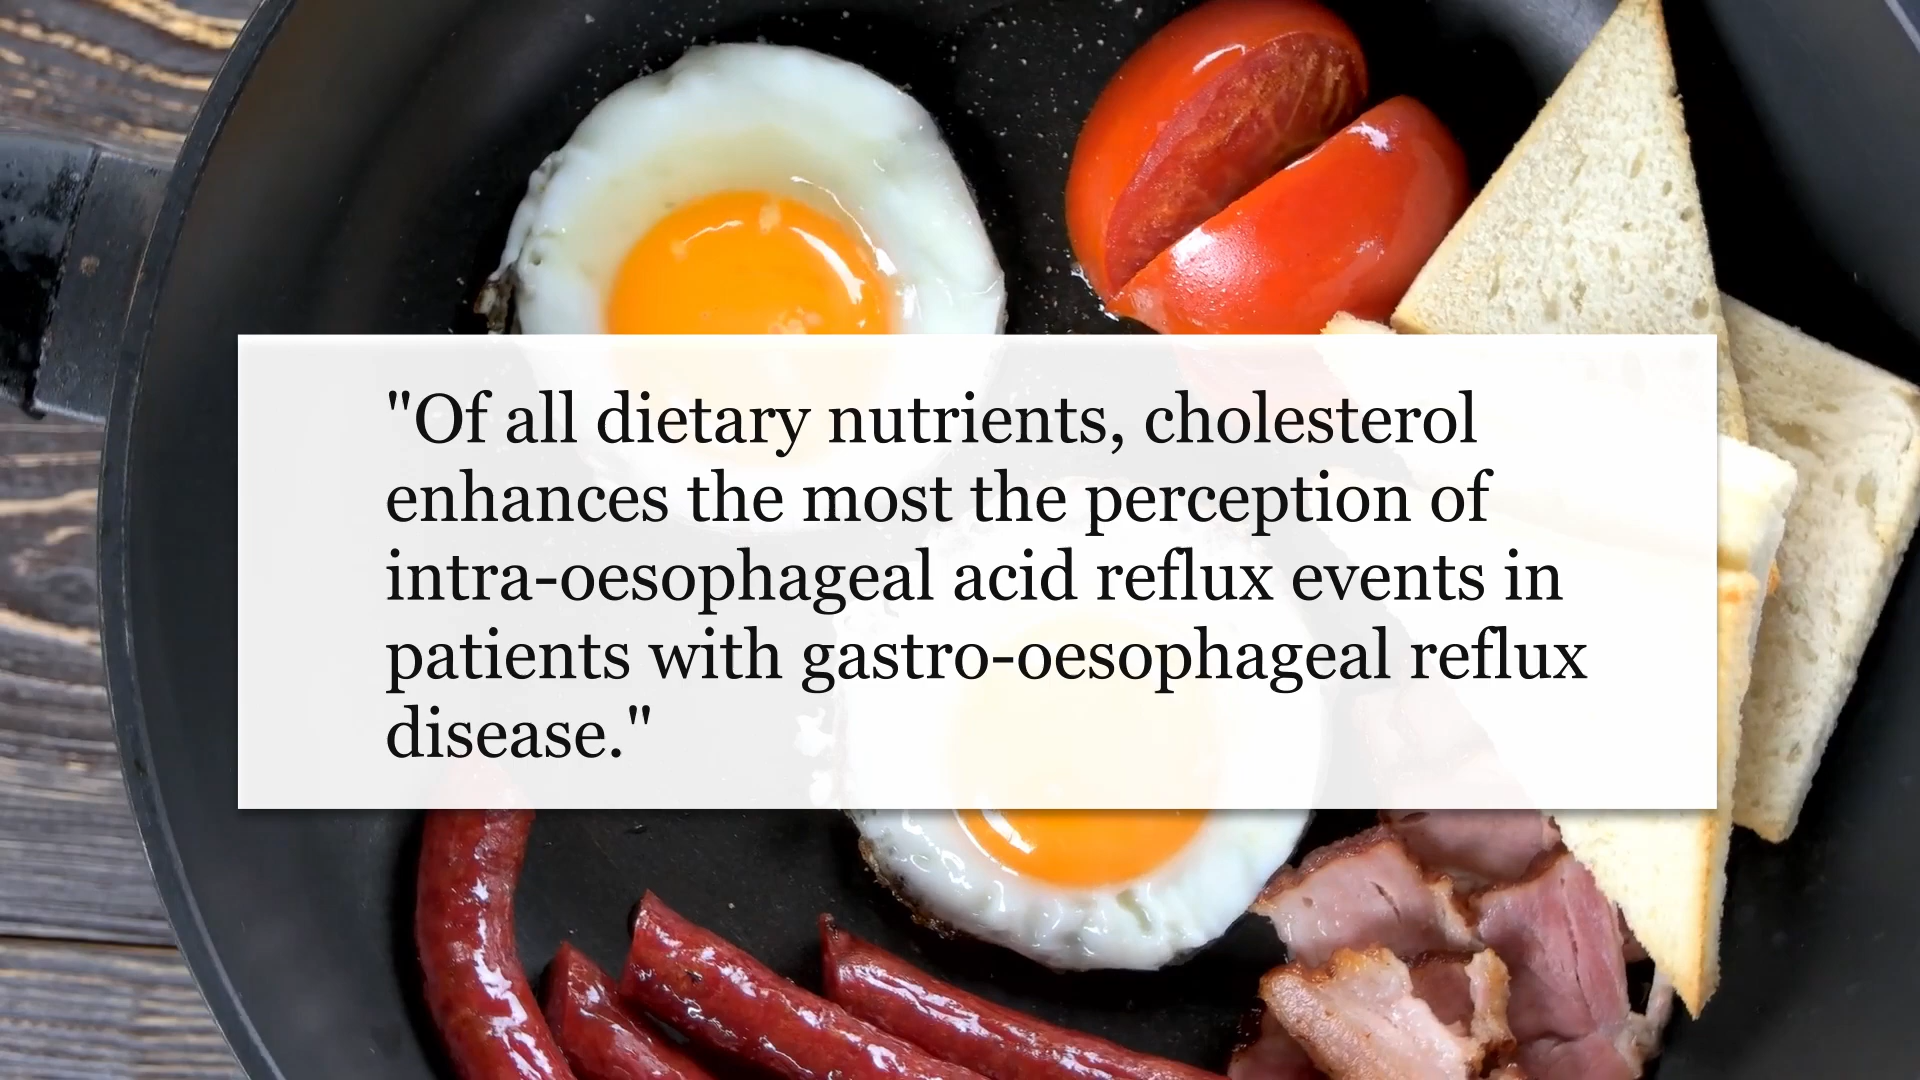 "Of all dietary nutrients, cholesterol
enhances the most the perception of
intra-oesophageal acid reflux events in
patients with gastro-oesophageal reflux
disease."